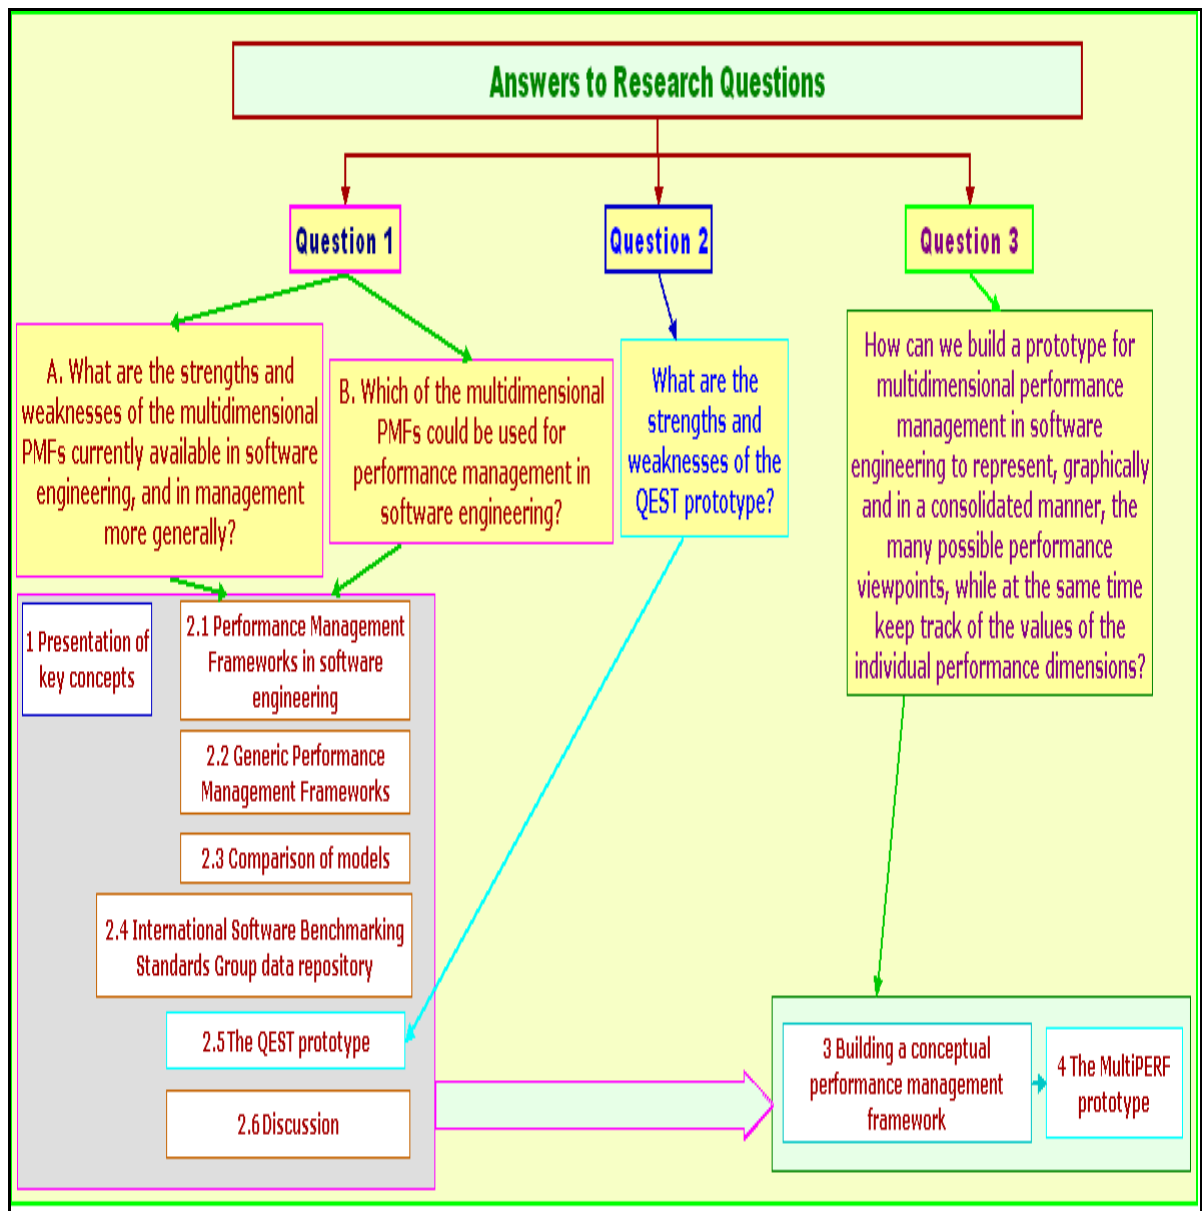 Answers to Research Questions
Question 1
Question 2
Question 3
A. What are the strengths and
weaknesses of the multidimensional
PMFs currently available in software
engineering, and in management
more generally?
B. Which of the multidimensional
PMFs could be used for
performance management in
software engineering?
What are the
strengths and
weaknesses of the
QEST prototype?
How can we build a prototype for
multidimensional performance
management in software
engineering to represent, graphically
and in a consolidated manner, the
many possible performance
viewpoints, while at the same time
keep track of the values of the
individual performance dimensions?
1 Presentation of
key concepts
2.1 Performance Management
Frameworks in software
engineering
2.2 Generic Performance
Management Frameworks
2.3 Comparison of models
2.4 International Software Benchmarking
Standards Group data repository
2.5 The QEST prototype
2.6 Discussion
3 Building a conceptual
performance management
framework
4 The MultiPERF
prototype